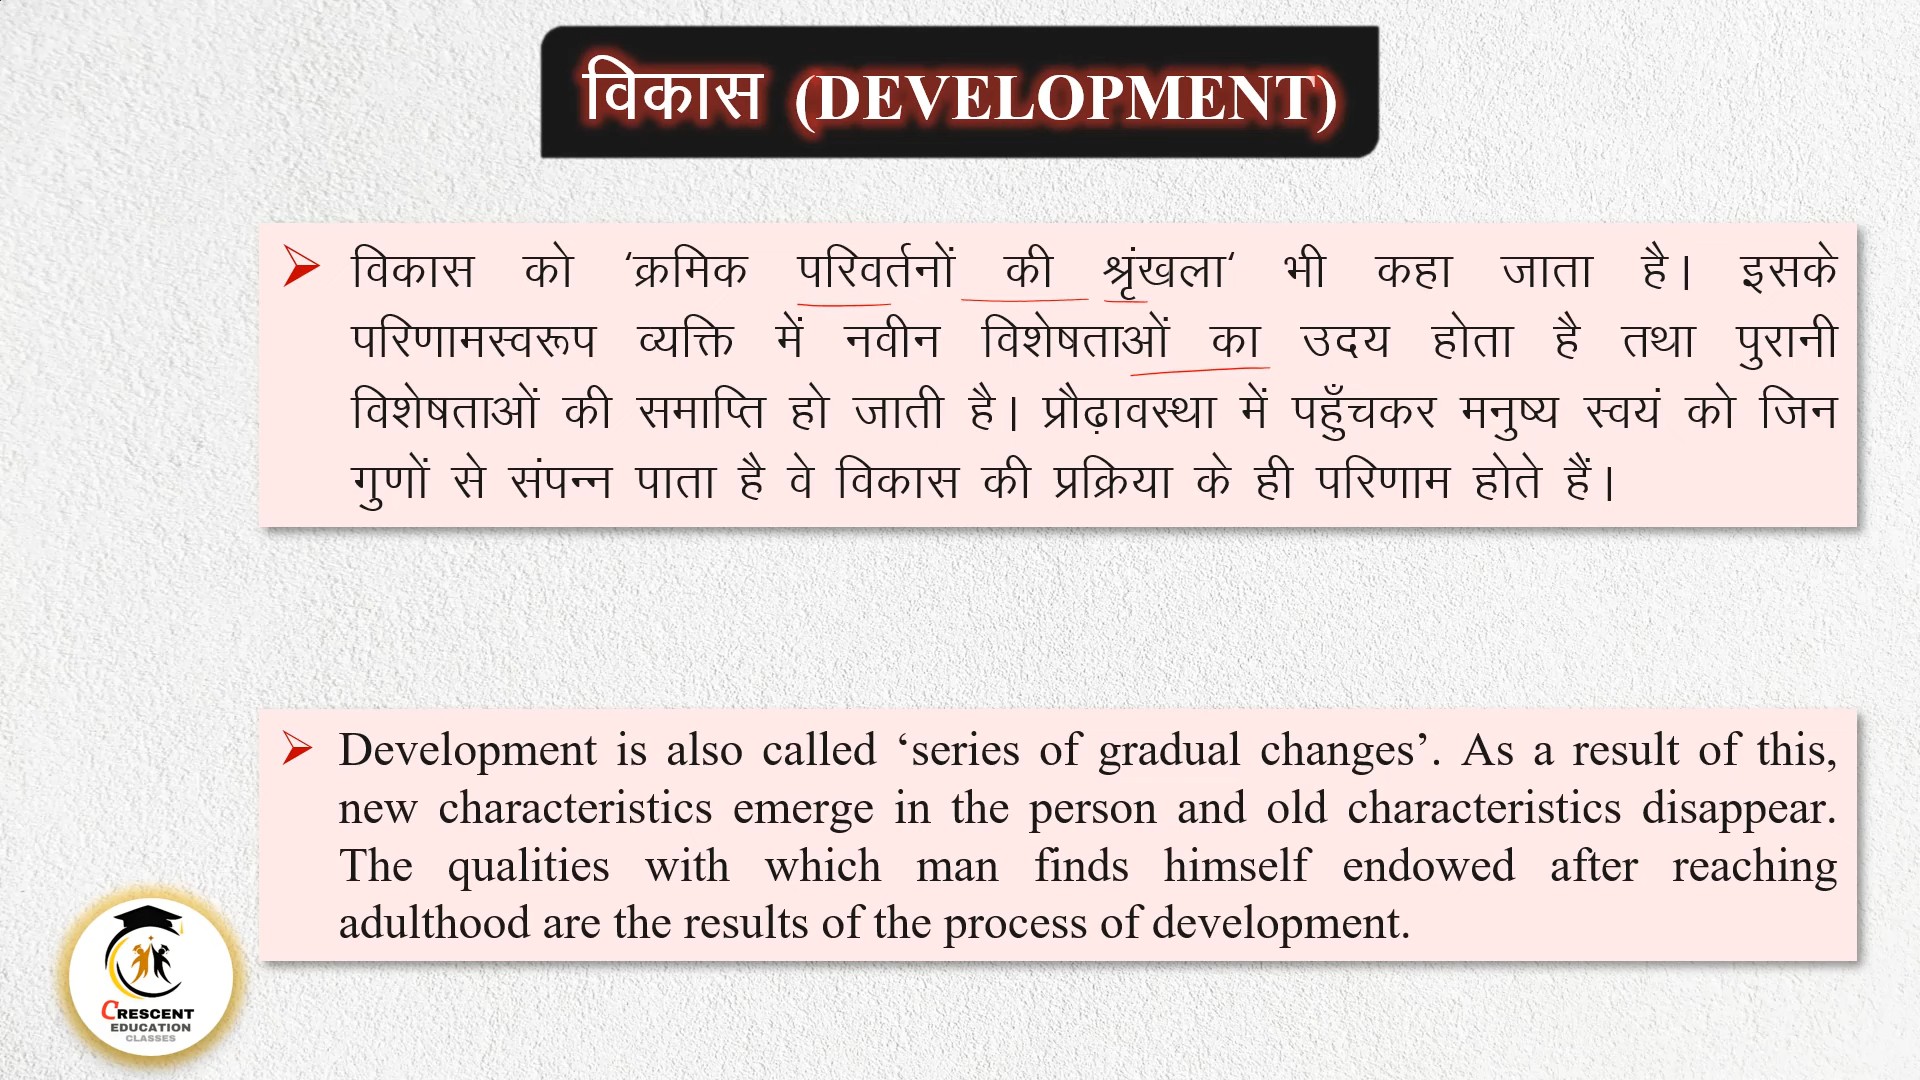 विकास (DEVELOPMENT)
विकास को ‘क्रमिक परिवर्तनों की श्रृंखला‘ भी कहा जाता है। इसके
परिणामस्वरूप व्यक्ति में नवीन विशेषताओं का उदय होता है तथा पुरानी
विशेषताओं की समाप्ति हो जाती है। प्रौढ़ावस्था में पहुँचकर मनुष्य स्वयं को जिन
गुणों से संपन्न पाता है वे विकास की प्रक्रिया के ही परिणाम होते हैं।
Development is also called ‘series of gradual changes’. As a result of this,
new characteristics emerge in the person and old characteristics disappear.
The qualities with which man finds himself endowed after reaching
adulthood are the results of the process of development.
CRESCENT
EDUCATION
CLASSES